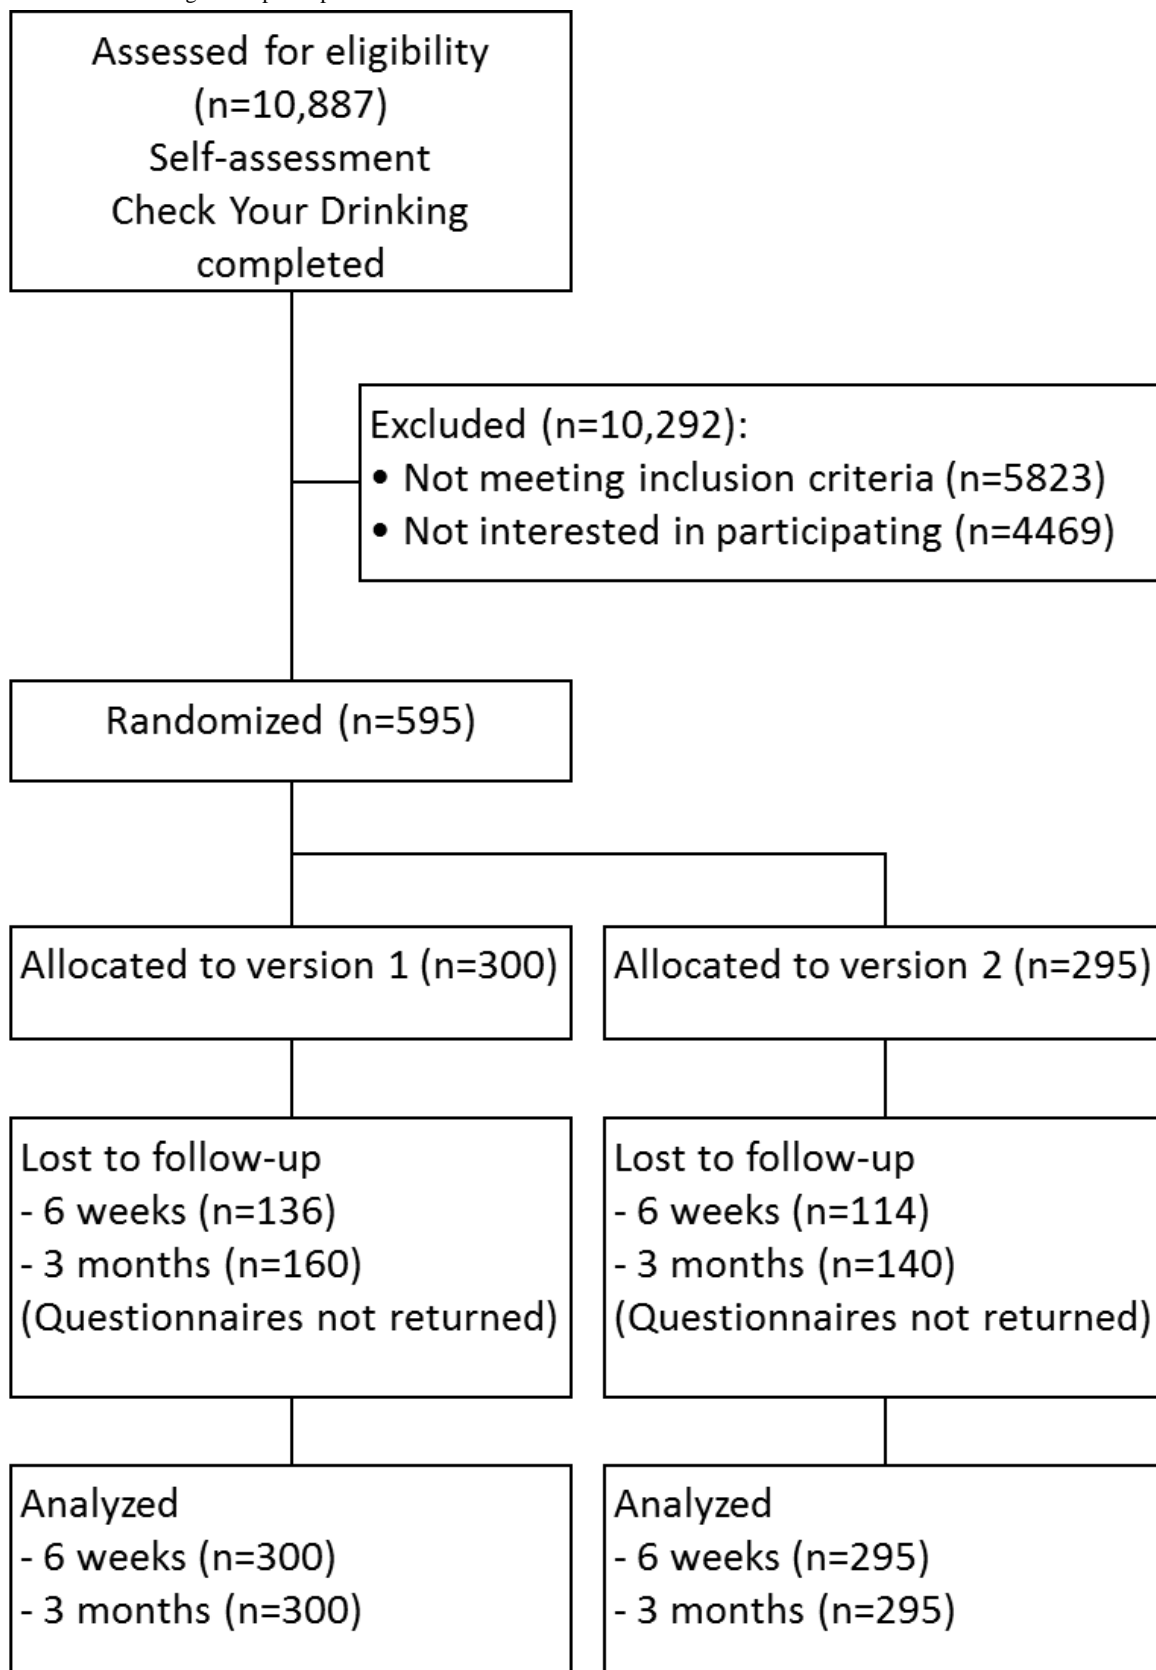 Assessed for eligibility
(n=10,887)
Self-assessment
Check Your Drinking
completed
Excluded (n=10,292):
• Not meeting inclusion criteria (n=5823)
• Not interested in participating (n=4469)
Randomized (n=595)
Allocated to version 1 (n=300)
Allocated to version 2 (n=295)
Lost to follow-up
- 6 weeks (n=136)
- 3 months (n=160)
(Questionnaires not returned)
Lost to follow-up
- 6 weeks (n=114)
- 3 months (n=140)
(Questionnaires not returned)
Analyzed
- 6 weeks (n=300)
- 3 months (n=300)
Analyzed
- 6 weeks (n=295)
- 3 months (n=295)